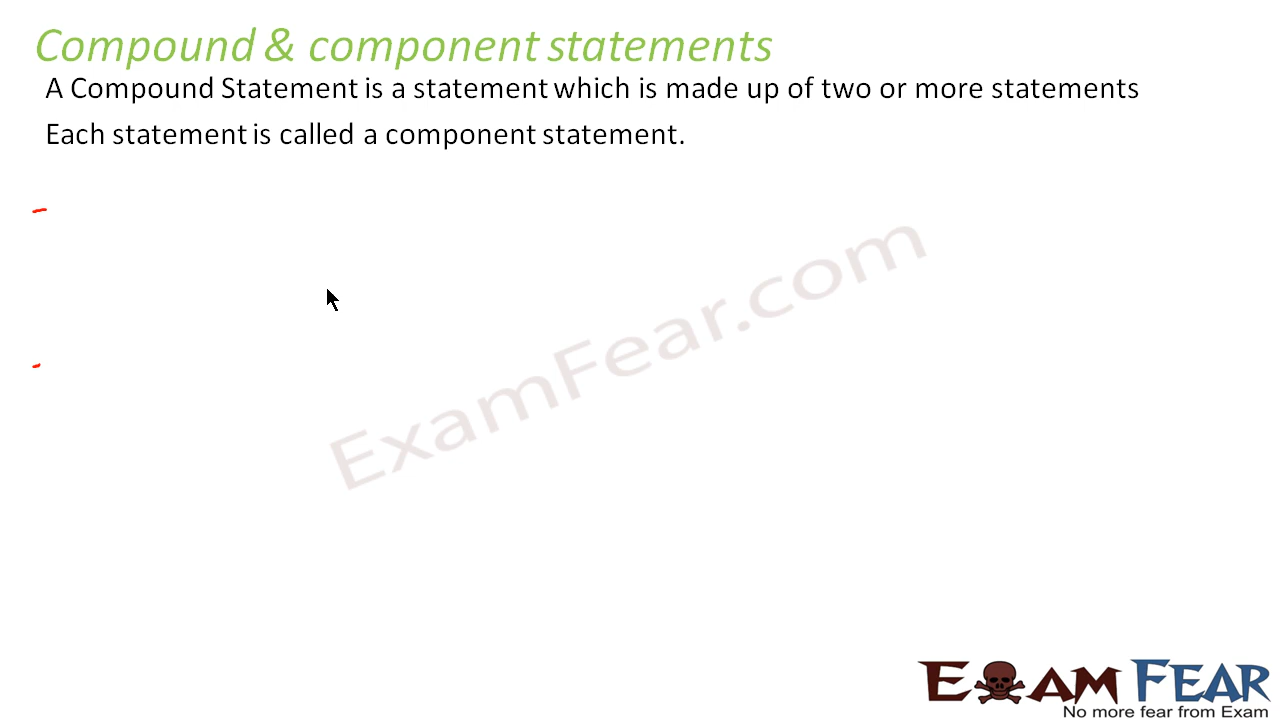 Compound & component statements
A Compound Statement is a statement which is made up of two or more statements
Each statement is called a component statement.
ExamFear.com
EXAM FEAR
No more fear from Exam